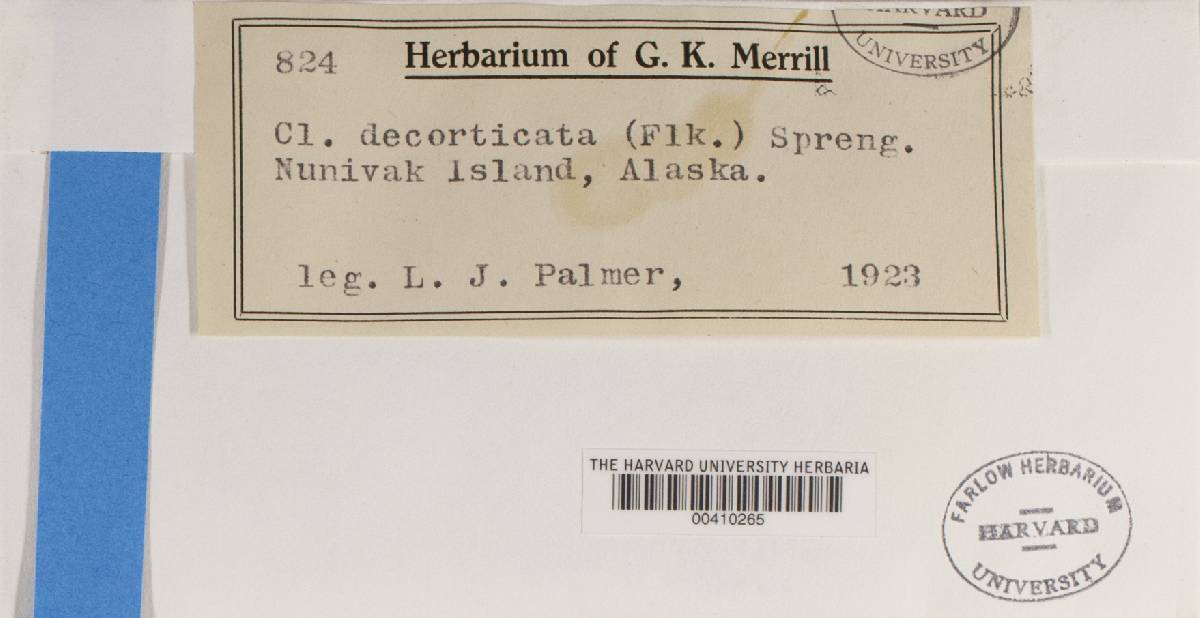 HARVARD
UNIVERSITY
824
Herbarium of G. K. Merrill
Cl. decorticata (Flk.) Spreng.
Nunivak Island, Alaska.
leg. L. J. Palmer, 1923
THE HARVARD UNIVERSITY HERBARIA
00410265
FARLOW HERBARIUM
HARVARD
UNIVERSITY